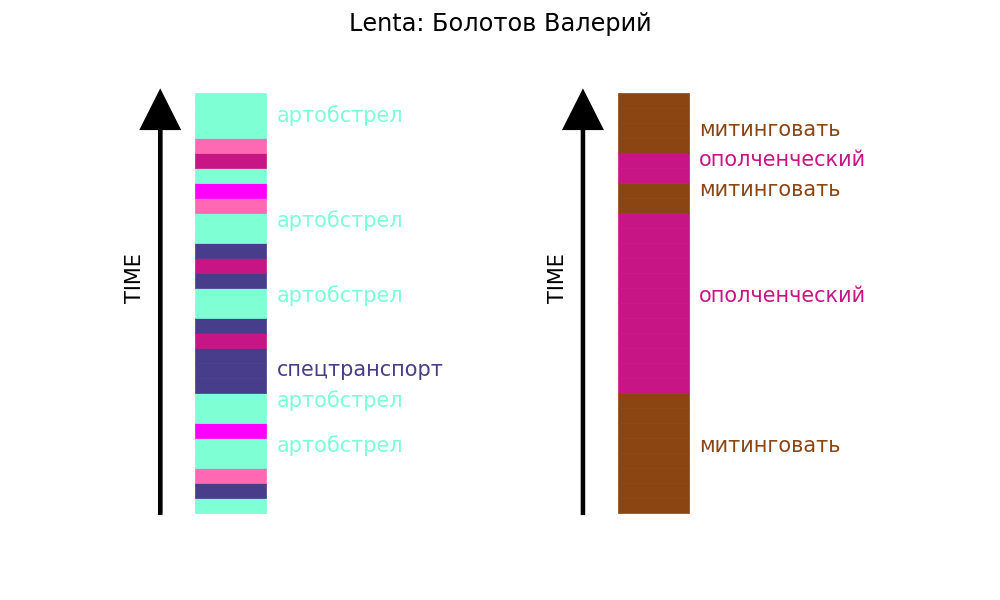 Lenta: Болотов Валерий
TIME
артобстрел
артобстрел
артобстрел
спецтранспорт
артобстрел
артобстрел
TIME
митинговать
ополченческий
митинговать
ополченческий
митинговать